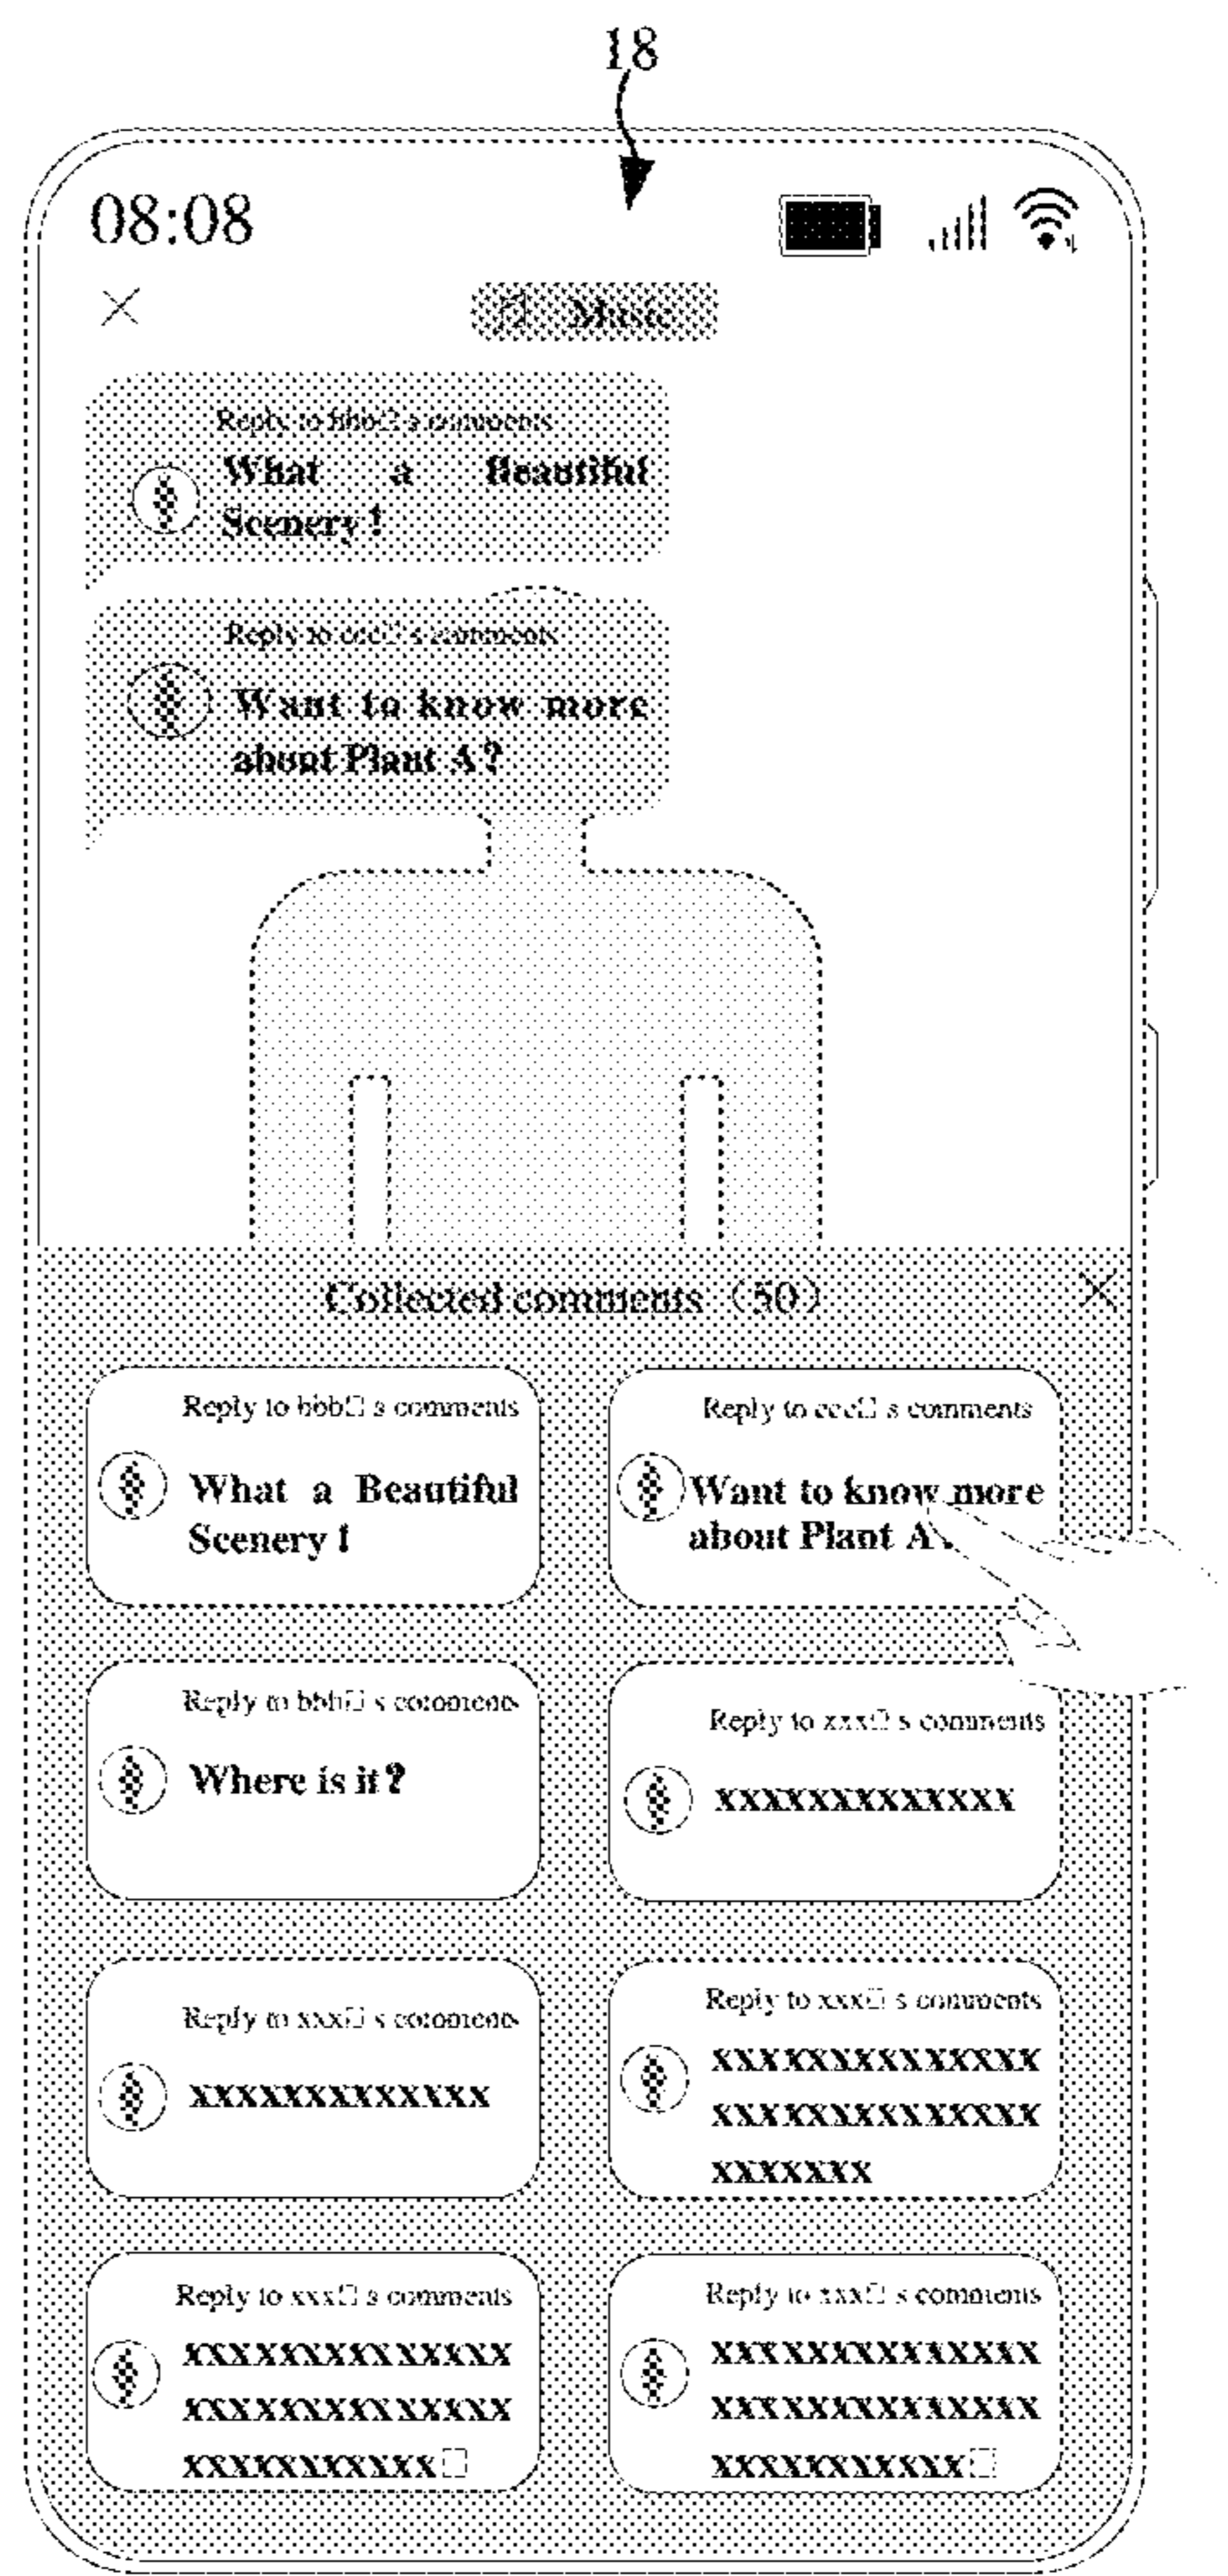 18
08:08
Music
Reply to bbb□ s comments
What a Beautiful
Scenery !
Reply to ccc□ s comments
Want to know more
about Plant A ?
Collected comments（50）
Reply to bbb□ s comments
What a Beautiful
Scenery !
Reply to ccc□ s comments
Want to know more
about Plant A
Reply to bbb□ s comments
Where is it ?
Reply to xxx□ s comments
XXXXXXXXXXXXX
Reply to xxx□ s comments
XXXXXXXXXXXXX
Reply to xxx□ s comments
XXXXXXXXXXXXXX
XXXXXXXXXXXXXX
XXXXXXX
Reply to xxx□ s comments
XXXXXXXXXXXXXX
XXXXXXXXXXXXXX
XXXXXXXXXXX□
Reply to xxx□ s comments
XXXXXXXXXXXXXX
XXXXXXXXXXXXXX
XXXXXXXXXXX□